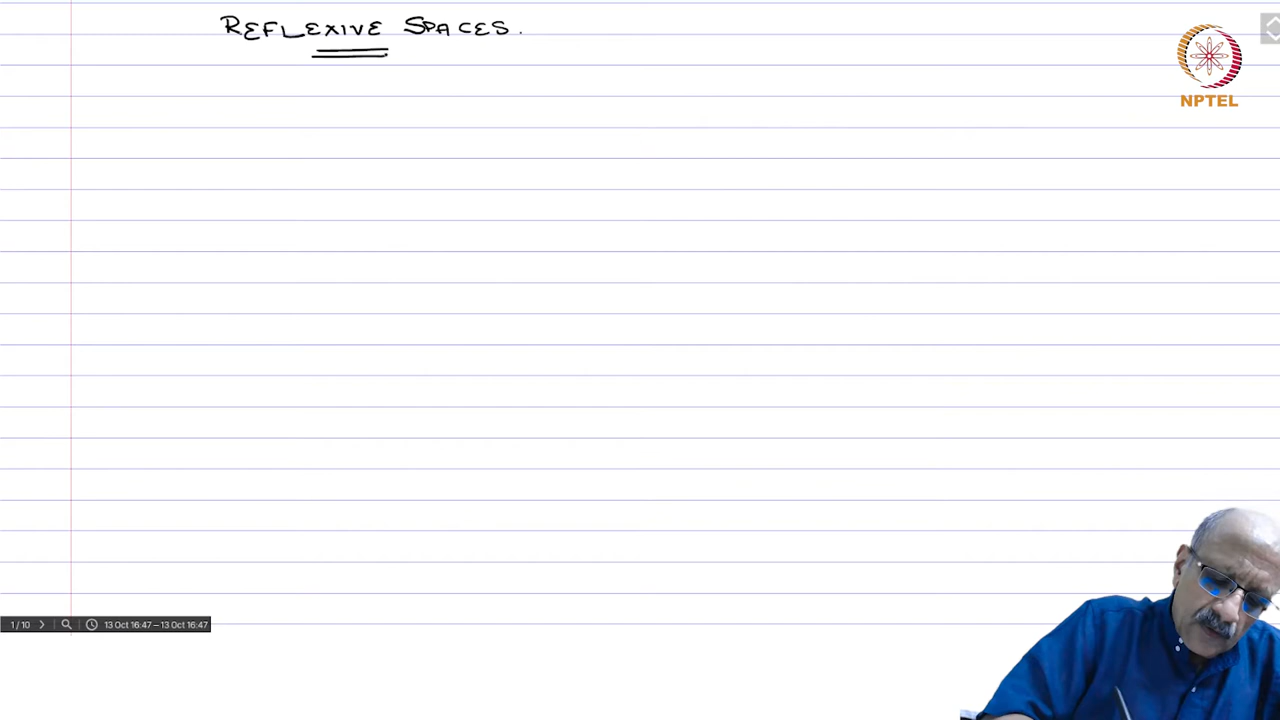 REFLEXIVE SPACES.
NPTEL
1 / 10 13 Oct 16:47 – 13 Oct 16:47